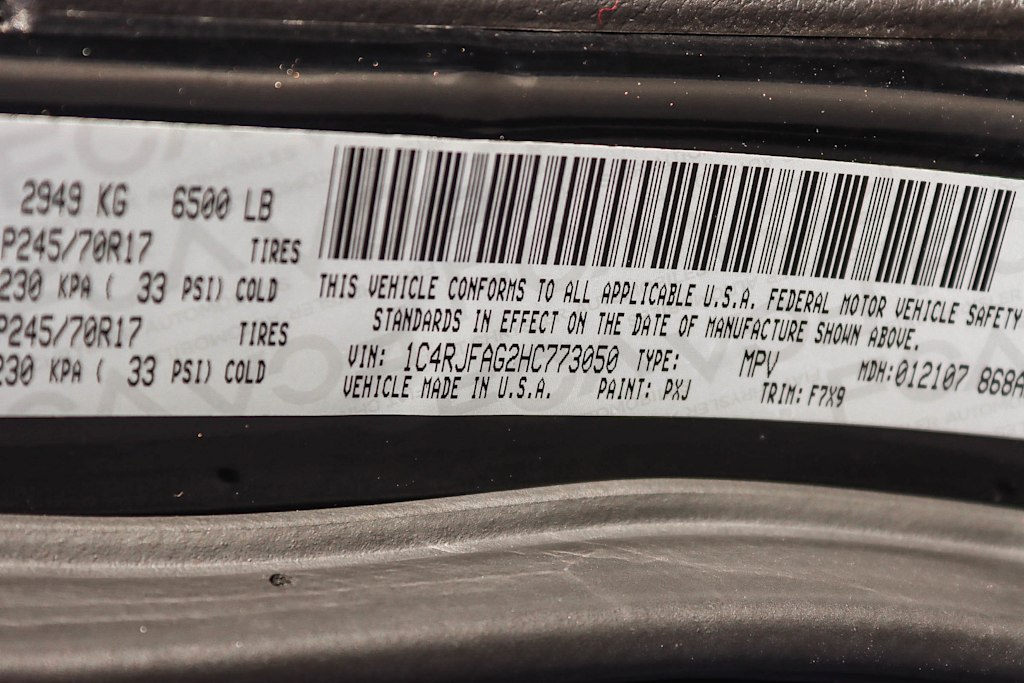 2949 KG 6500 LB
P245/70R17 TIRES
230 KPA ( 33 PSI) COLD
P245/70R17 TIRES
230 KPA ( 33 PSI) COLD
THIS VEHICLE CONFORMS TO ALL APPLICABLE U.S.A. FEDERAL MOTOR VEHICLE SAFETY
STANDARDS IN EFFECT ON THE DATE OF MANUFACTURE SHOWN ABOVE.
VIN: 1C4RJFAG2HC773050 TYPE: MPV MDH:012107 868A
VEHICLE MADE IN U.S.A. PAINT: PXJ TRIM: F7X9